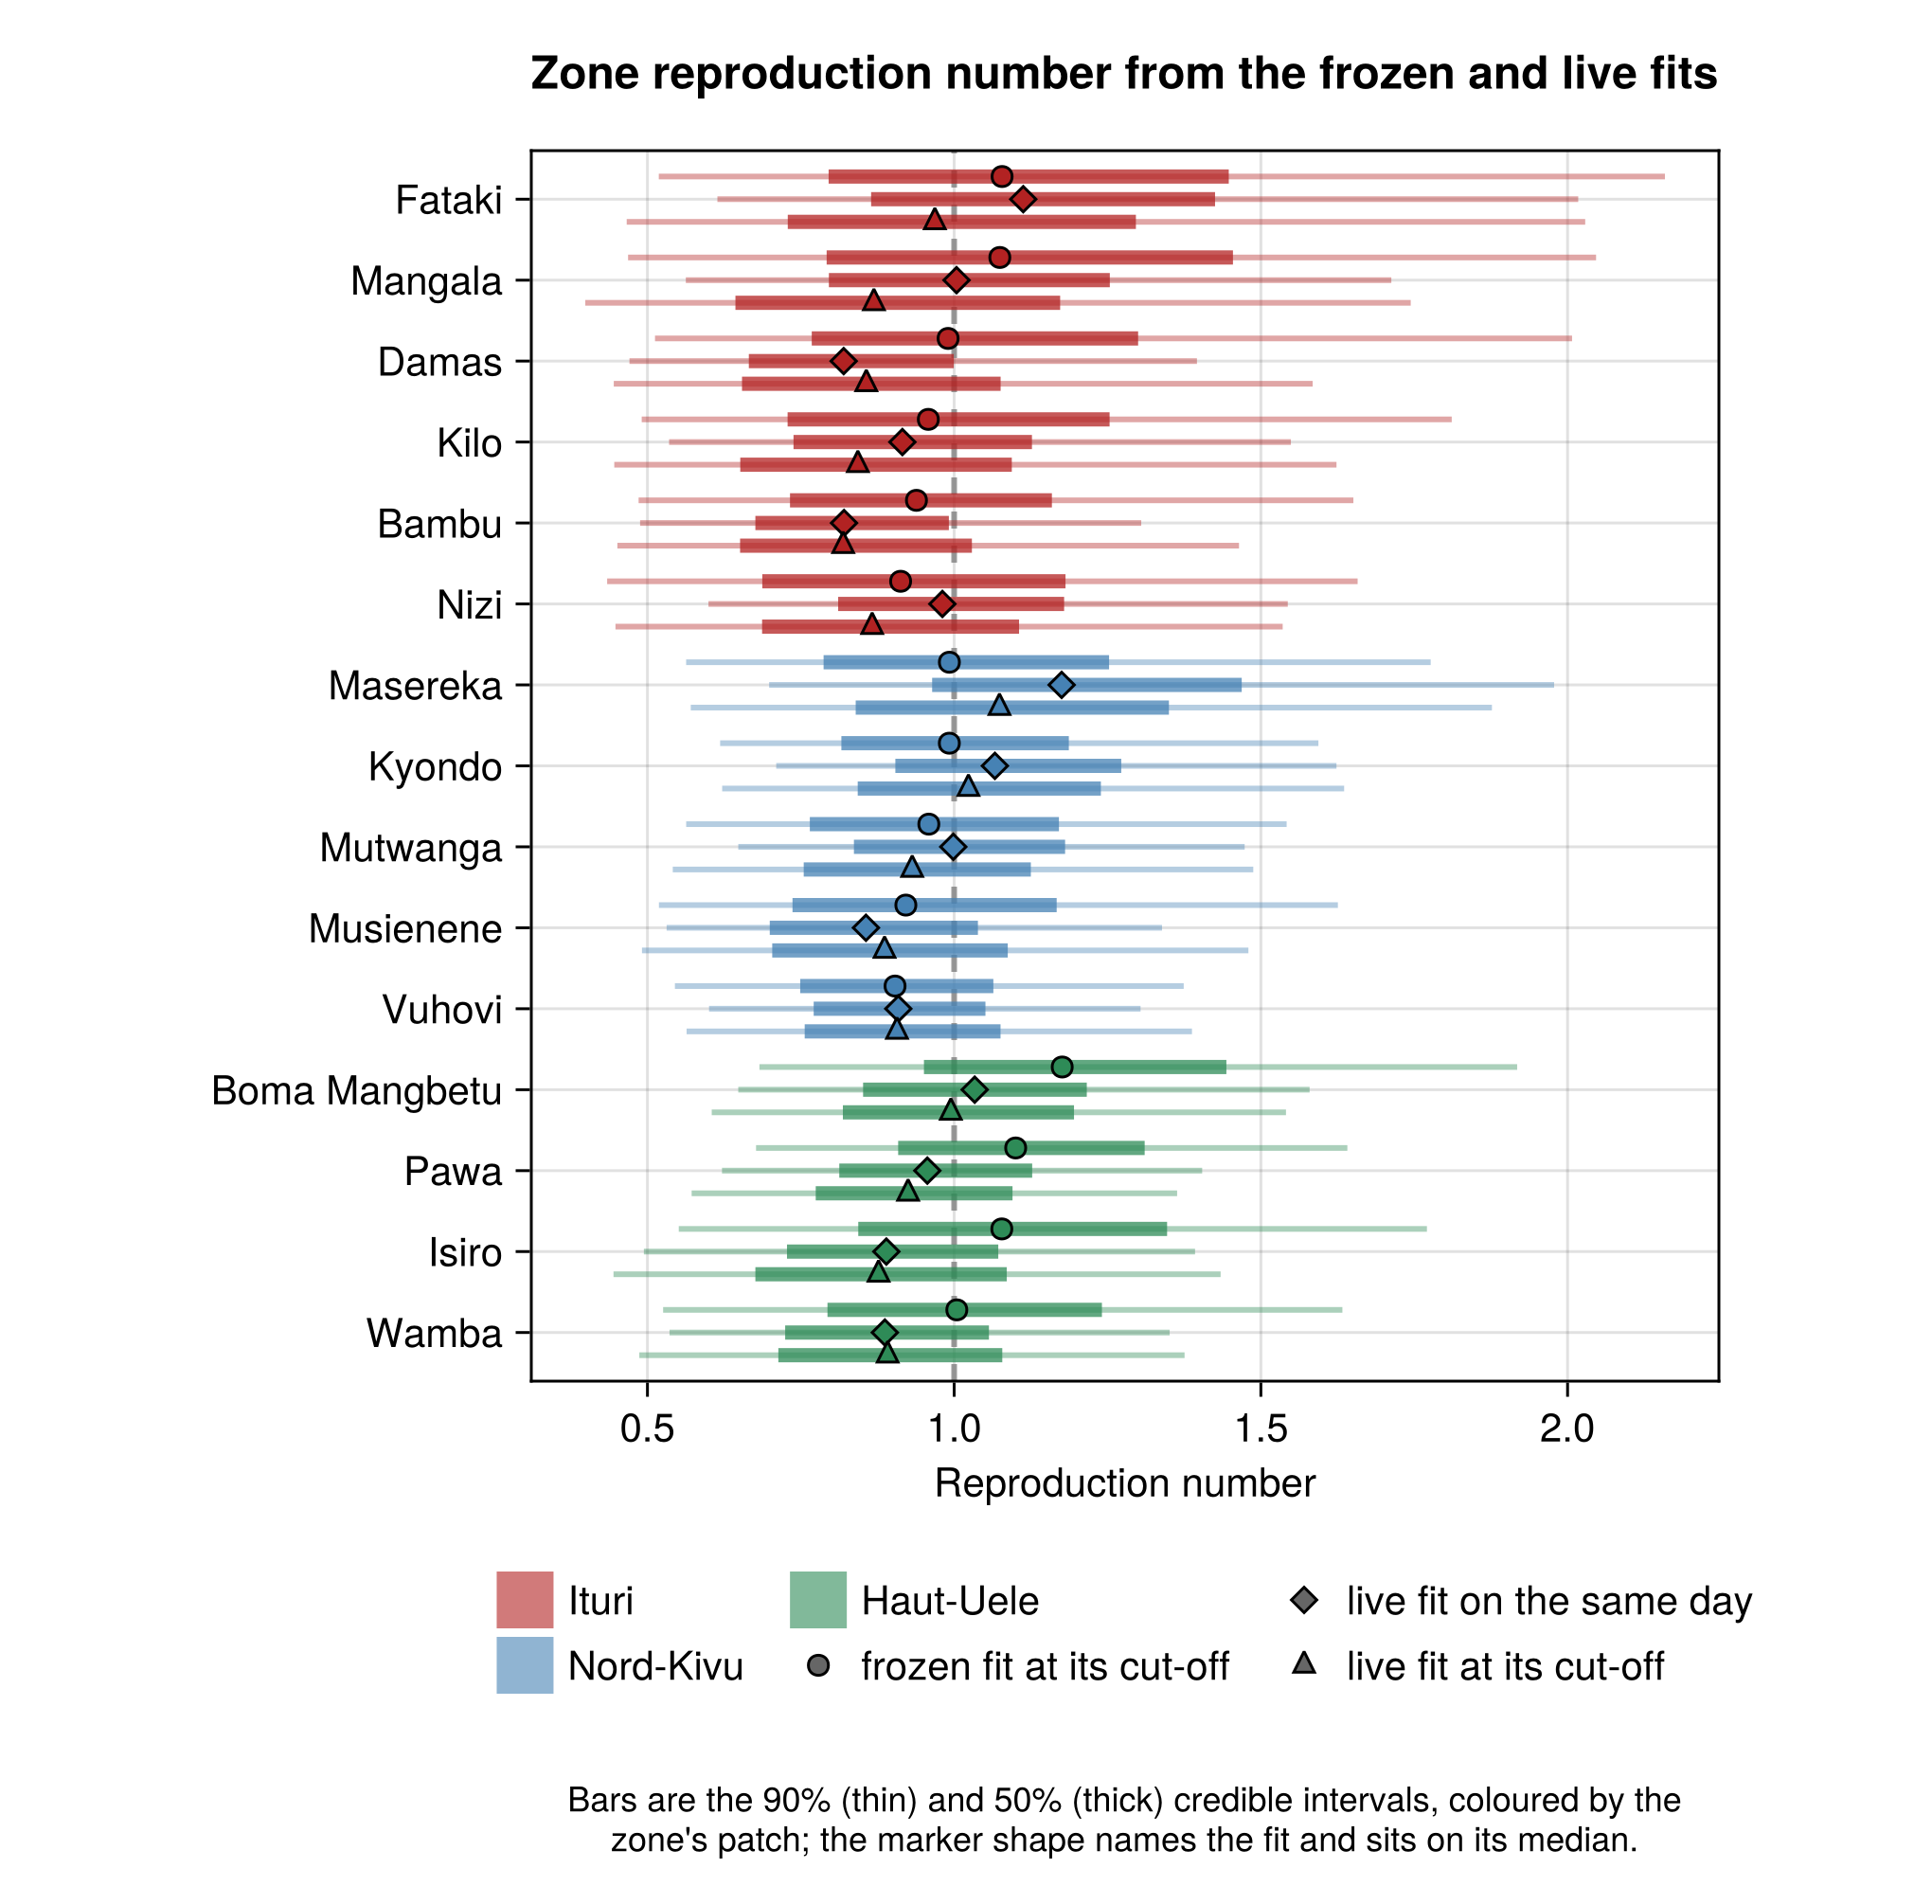 Zone reproduction number from the frozen and live fits
Fataki
Mangala
Damas
Kilo
Bambu
Nizi
Masereka
Kyondo
Mutwanga
Musienene
Vuhovi
Boma Mangbetu
Pawa
Isiro
Wamba
0.5 1.0 1.5 2.0
Reproduction number
Ituri Haut-Uele live fit on the same day
Nord-Kivu frozen fit at its cut-off live fit at its cut-off
Bars are the 90% (thin) and 50% (thick) credible intervals, coloured by the
zone's patch; the marker shape names the fit and sits on its median.